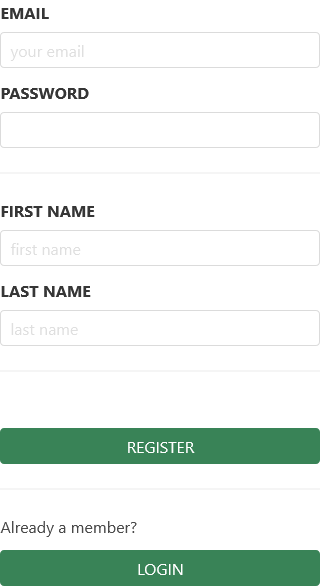 EMAIL
your email
PASSWORD
FIRST NAME
first name
LAST NAME
last name
REGISTER
Already a member?
LOGIN